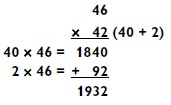 46
x 42 (40 + 2)
40 x 46 = 1840
2 x 46 = + 92
1932